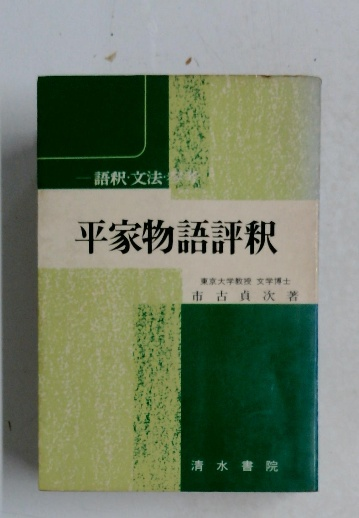 語釈・文法・
平家物語評釈
東京大学教授 文学博士
市古貞次著
清水書院